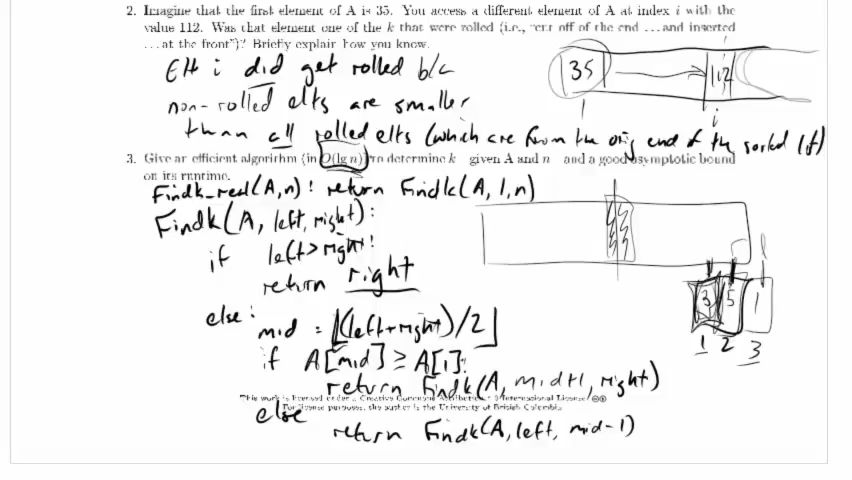 2. Imagine that the first element of A is 35. You access a different element of A at index i with the
value 112. Was that element one of the k that were rolled (i.e., "cut off of the end ... and inserted
... at the front")? Briefly explain how you know.
Elt i did get rolled b/c
non-rolled elts are smaller
than all rolled elts (which are from the orig end of the sorted lst)
35
112
i
3. Give an efficient algorithm (in O(lg n)) to determine k given A and n and a good asymptotic bound
on its runtime.
Findk_real(A,n): return Findk(A, 1, n)
Findk(A, left, right):
if left > right:
return right
else:
mid = ⌊(left+right)/2⌋
if A[mid] ≥ A[1]:
return Findk(A, mid+1, right)
else
return Findk(A, left, mid-1)
3 5 1
1 2 3
This work is licensed under a Creative Commons Attribution 4.0 International License
For license purposes, the author is the University of British Columbia